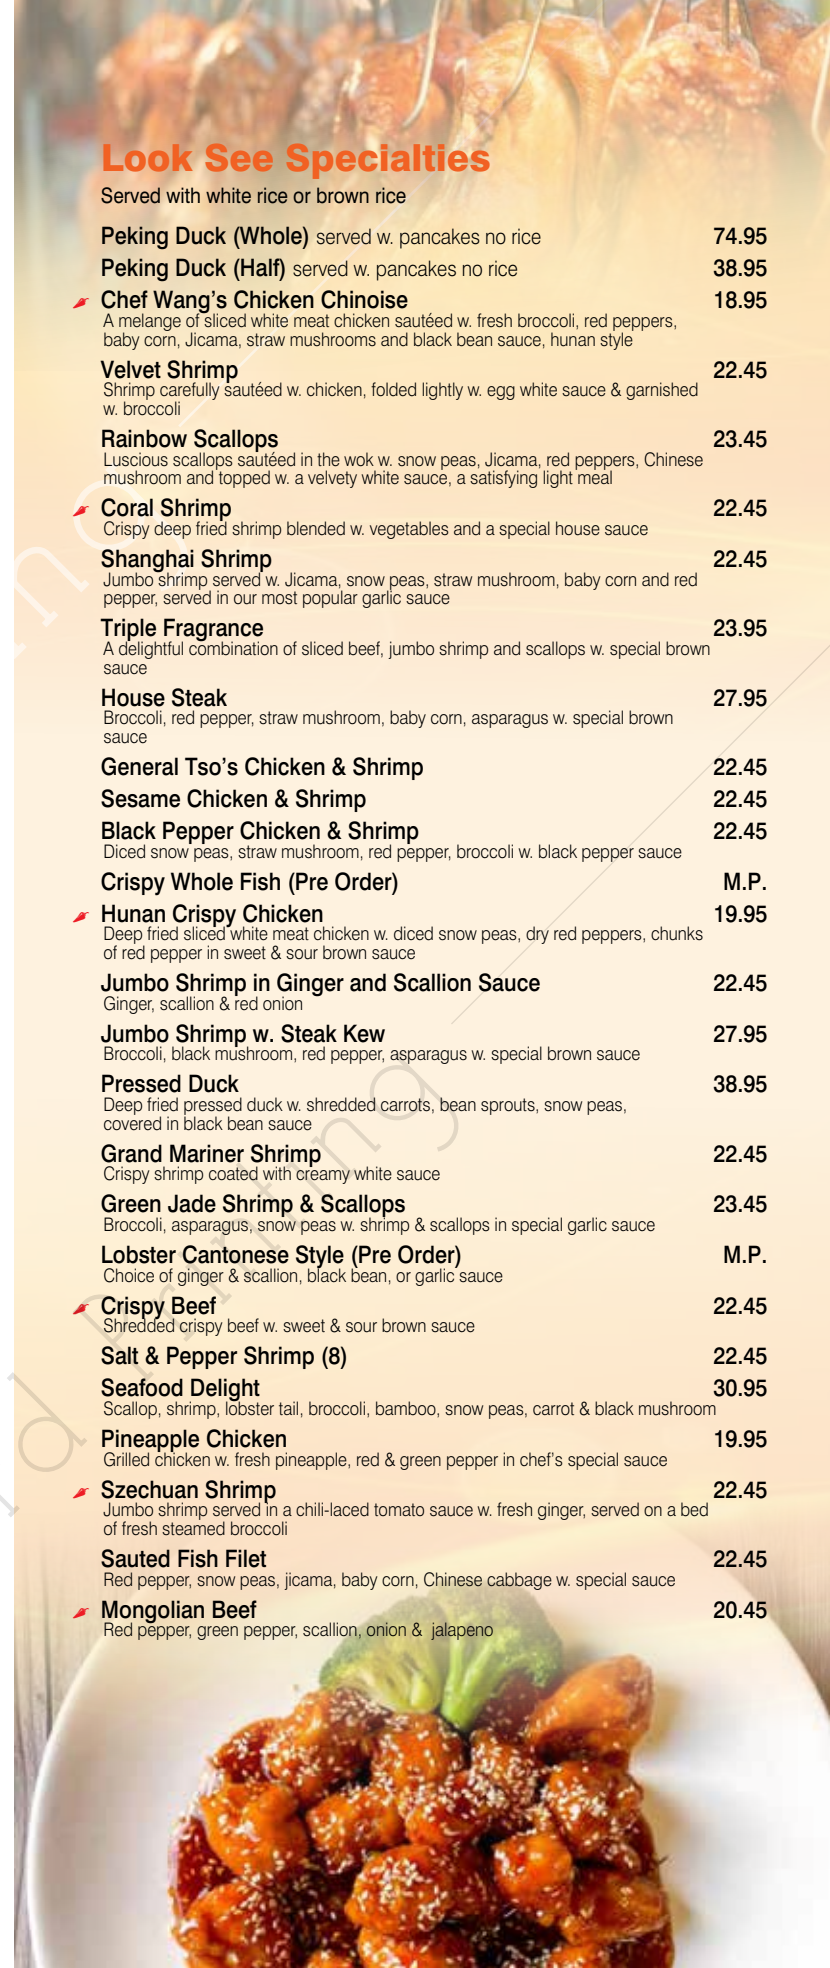 Look See Specialties
Served with white rice or brown rice
Peking Duck (Whole) served w. pancakes no rice 74.95
Peking Duck (Half) served w. pancakes no rice 38.95
Chef Wang's Chicken Chinoise 18.95
A melange of sliced white meat chicken sautéed w. fresh broccoli, red peppers,
baby corn, Jicama, straw mushrooms and black bean sauce, hunan style
Velvet Shrimp 22.45
Shrimp carefully sautéed w. chicken, folded lightly w. egg white sauce & garnished
w. broccoli
Rainbow Scallops 23.45
Luscious scallops sautéed in the wok w. snow peas, Jicama, red peppers, Chinese
mushroom and topped w. a velvety white sauce, a satisfying light meal
Coral Shrimp 22.45
Crispy deep fried shrimp blended w. vegetables and a special house sauce
Shanghai Shrimp 22.45
Jumbo shrimp served w. Jicama, snow peas, straw mushroom, baby corn and red
pepper, served in our most popular garlic sauce
Triple Fragrance 23.95
A delightful combination of sliced beef, jumbo shrimp and scallops w. special brown
sauce
House Steak 27.95
Broccoli, red pepper, straw mushroom, baby corn, asparagus w. special brown
sauce
General Tso's Chicken & Shrimp 22.45
Sesame Chicken & Shrimp 22.45
Black Pepper Chicken & Shrimp 22.45
Diced snow peas, straw mushroom, red pepper, broccoli w. black pepper sauce
Crispy Whole Fish (Pre Order) M.P.
Hunan Crispy Chicken 19.95
Deep fried sliced white meat chicken w. diced snow peas, dry red peppers, chunks
of red pepper in sweet & sour brown sauce
Jumbo Shrimp in Ginger and Scallion Sauce 22.45
Ginger, scallion & red onion
Jumbo Shrimp w. Steak Kew 27.95
Broccoli, black mushroom, red pepper, asparagus w. special brown sauce
Pressed Duck 38.95
Deep fried pressed duck w. shredded carrots, bean sprouts, snow peas,
covered in black bean sauce
Grand Mariner Shrimp 22.45
Crispy shrimp coated with creamy white sauce
Green Jade Shrimp & Scallops 23.45
Broccoli, asparagus, snow peas w. shrimp & scallops in special garlic sauce
Lobster Cantonese Style (Pre Order) M.P.
Choice of ginger & scallion, black bean, or garlic sauce
Crispy Beef 22.45
Shredded crispy beef w. sweet & sour brown sauce
Salt & Pepper Shrimp (8) 22.45
Seafood Delight 30.95
Scallop, shrimp, lobster tail, broccoli, bamboo, snow peas, carrot & black mushroom
Pineapple Chicken 19.95
Grilled chicken w. fresh pineapple, red & green pepper in chef's special sauce
Szechuan Shrimp 22.45
Jumbo shrimp served in a chili-laced tomato sauce w. fresh ginger, served on a bed
of fresh steamed broccoli
Sauted Fish Filet 22.45
Red pepper, snow peas, jicama, baby corn, Chinese cabbage w. special sauce
Mongolian Beef 20.45
Red pepper, green pepper, scallion, onion & jalapeno
Printing